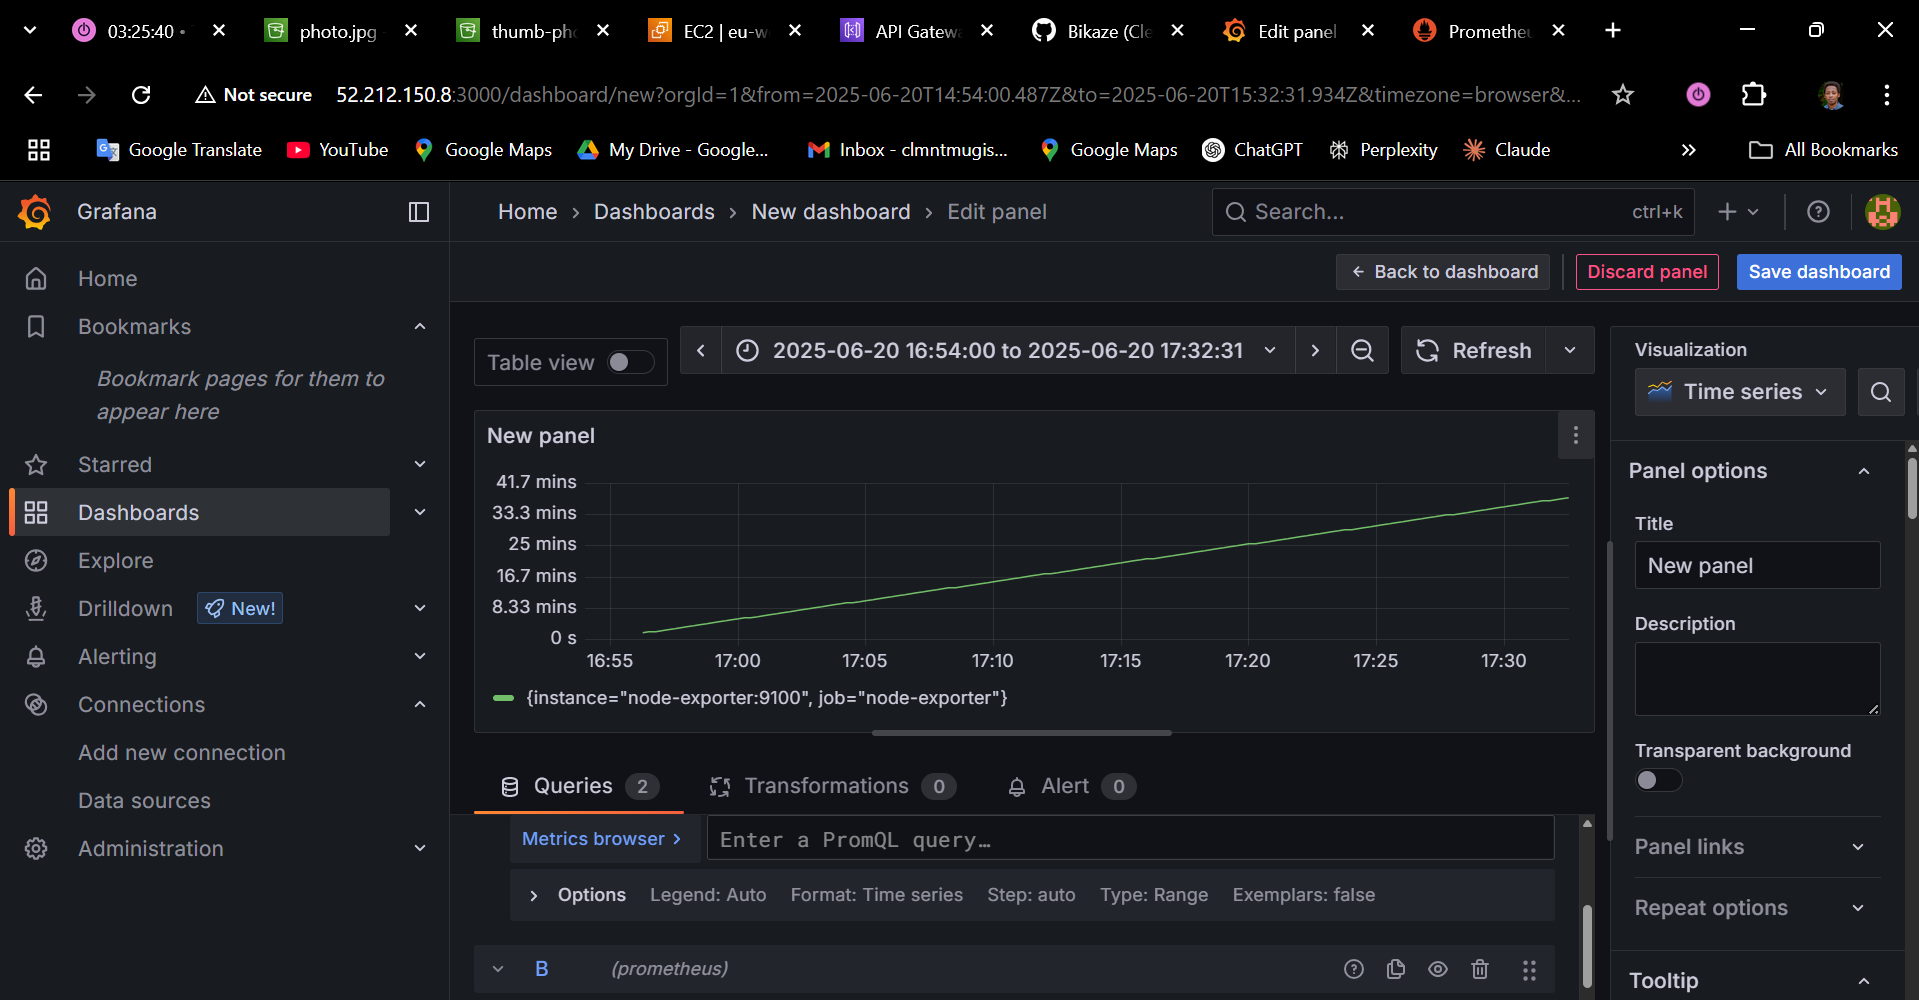 03:25:40 •
photo.jpg
thumb-pho
EC2 | eu-w
API Gatewa
Bikaze (Cle
Edit panel
Prometheu
Not secure
52.212.150.8:3000/dashboard/new?orgId=1&from=2025-06-20T14:54:00.487Z&to=2025-06-20T15:32:31.934Z&timezone=browser&...
Google Translate
YouTube
Google Maps
My Drive - Google...
Inbox - clmntmugis...
Google Maps
ChatGPT
Perplexity
Claude
All Bookmarks
Grafana
Home › Dashboards › New dashboard › Edit panel
Search...
ctrl+k
Back to dashboard
Discard panel
Save dashboard
Home
Bookmarks
Bookmark pages for them to
appear here
Starred
Dashboards
Explore
Drilldown
New!
Alerting
Connections
Add new connection
Data sources
Administration
Table view
2025-06-20 16:54:00 to 2025-06-20 17:32:31
Refresh
New panel
41.7 mins
33.3 mins
25 mins
16.7 mins
8.33 mins
0 s
16:55
17:00
17:05
17:10
17:15
17:20
17:25
17:30
{instance="node-exporter:9100", job="node-exporter"}
Queries 2
Transformations 0
Alert 0
Metrics browser >
Enter a PromQL query…
Options
Legend: Auto
Format: Time series
Step: auto
Type: Range
Exemplars: false
B
(prometheus)
Visualization
Time series
Panel options
Title
New panel
Description
Transparent background
Panel links
Repeat options
Tooltip